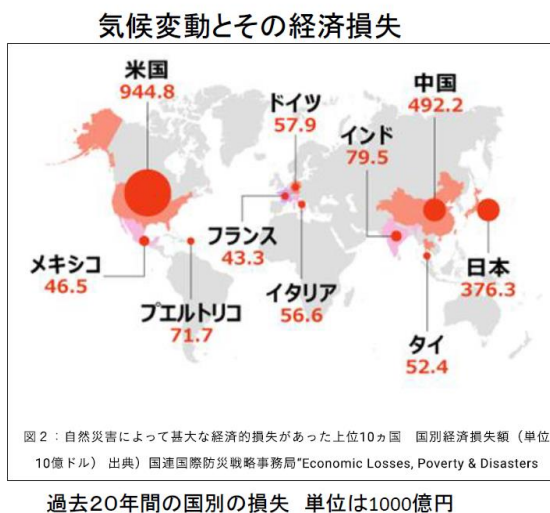 気候変動とその経済損失
米国
944.8
ドイツ
57.9
中国
492.2
インド
79.5
フランス
43.3
メキシコ
46.5
プエルトリコ
71.7
イタリア
56.6
日本
376.3
タイ
52.4
図2:自然災害によって甚大な経済的損失があった上位10ヵ国 国別経済損失額(単位
10億ドル) 出典)国連国際防災戦略事務局“Economic Losses, Poverty & Disasters
過去20年間の国別の損失 単位は1000億円